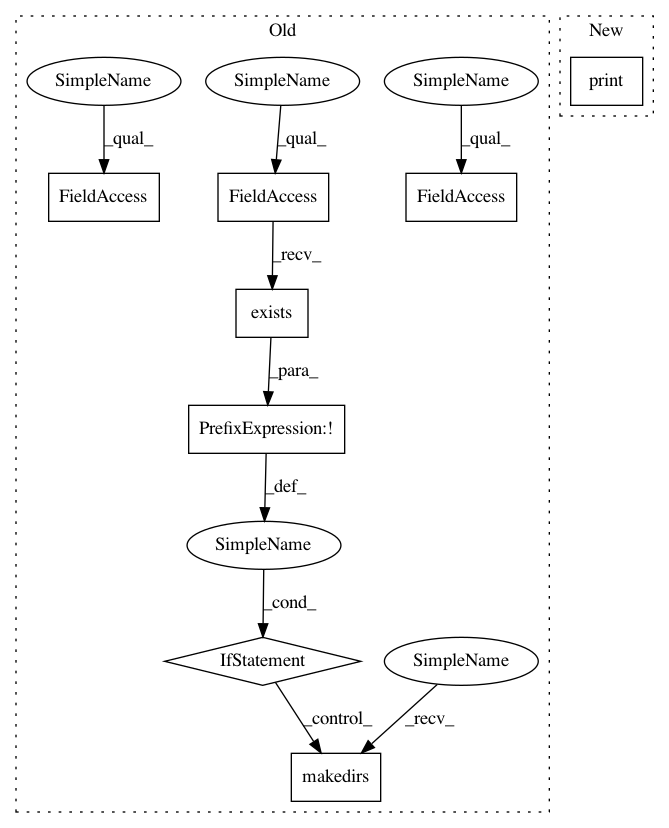 Old
New
SimpleName
SimpleName
SimpleName
print
_qual_
_qual_
_qual_
FieldAccess
FieldAccess
FieldAccess
_recv_
exists
_para_
PrefixExpression:!
_def_
SimpleName
_cond_
IfStatement
SimpleName
_control_
_recv_
makedirs